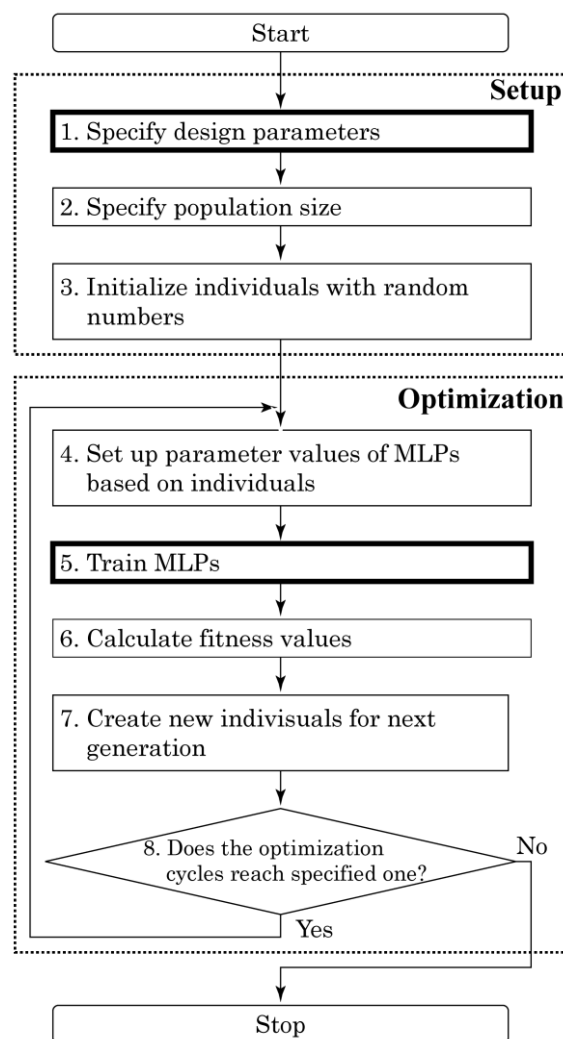 Start
Setup
1. Specify design parameters
2. Specify population size
3. Initialize individuals with random
numbers
Optimization
4. Set up parameter values of MLPs
based on individuals
5. Train MLPs
6. Calculate fitness values
7. Create new indivisuals for next
generation
8. Does the optimization
cycles reach specified one?
No
Yes
Stop